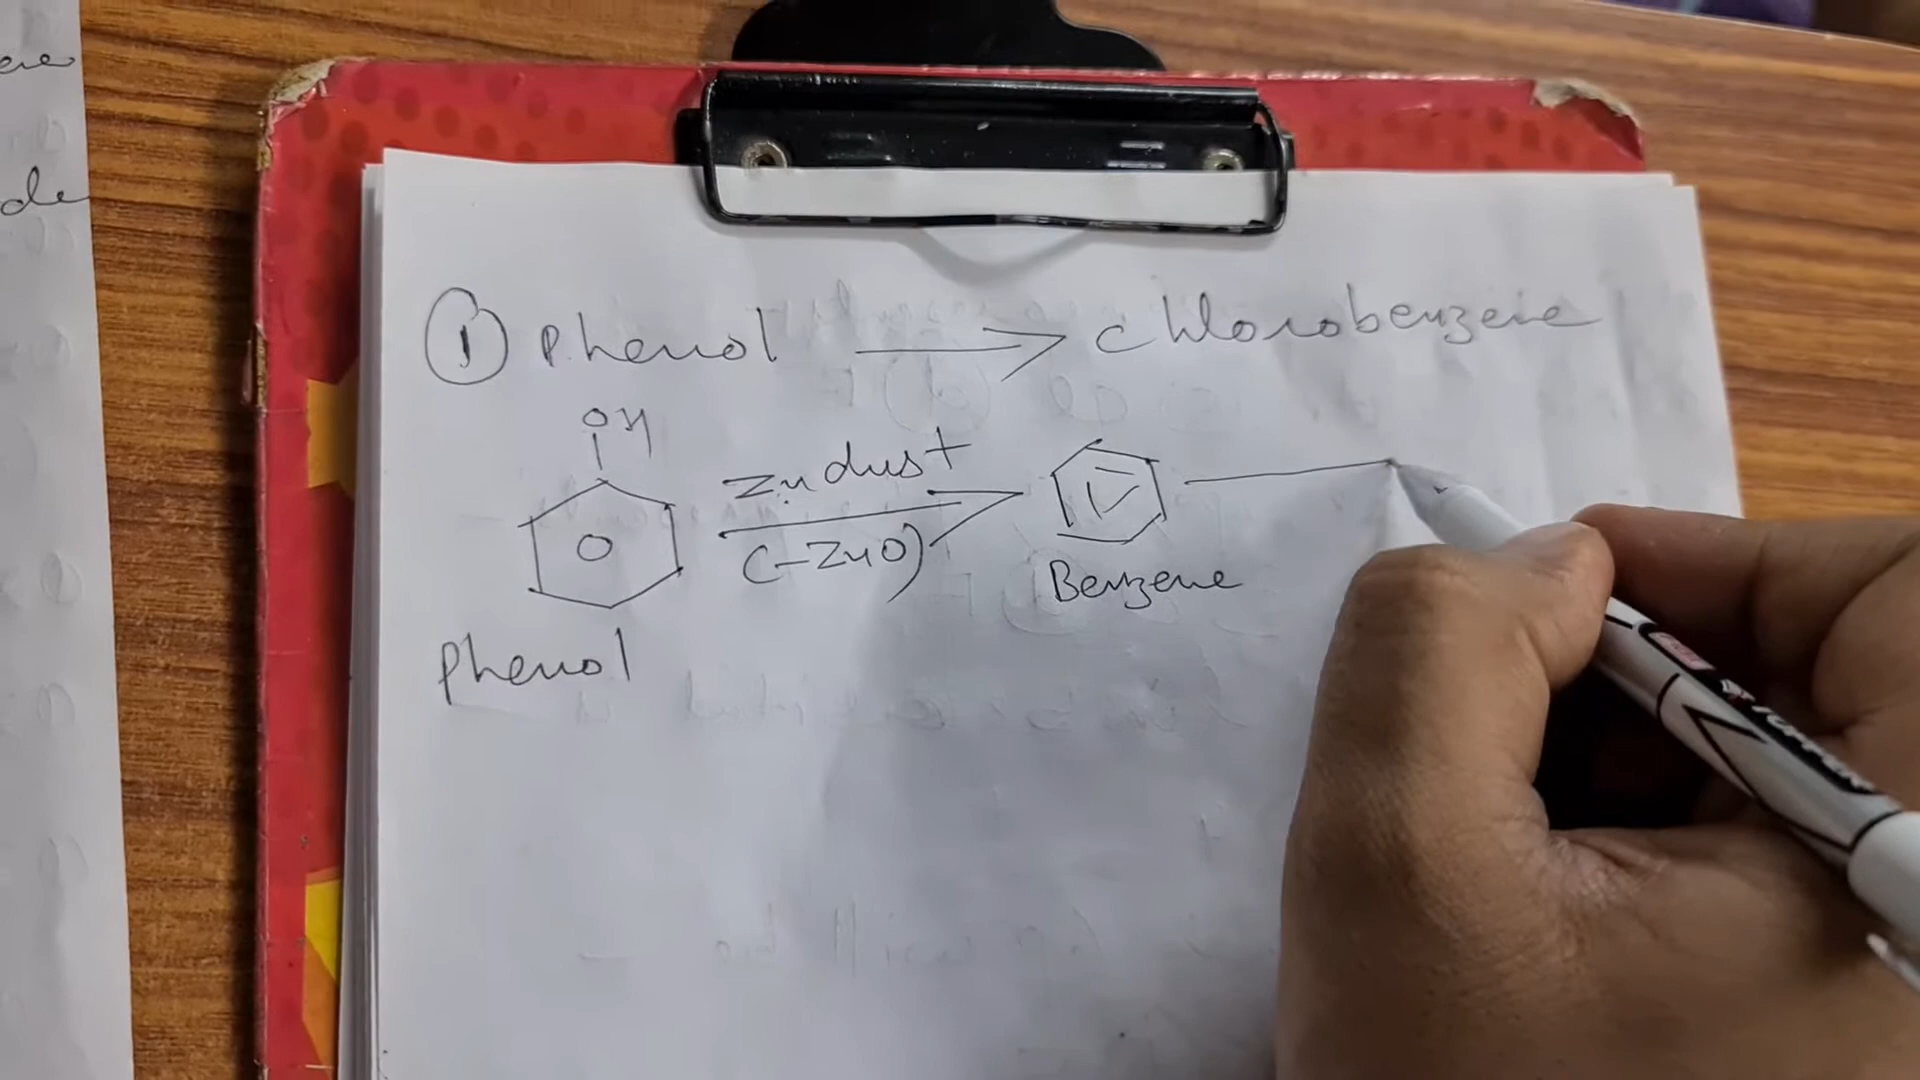 ① Phenol → chlorobenzene
OH
Zn dust
(-ZnO)
Benzene
Phenol